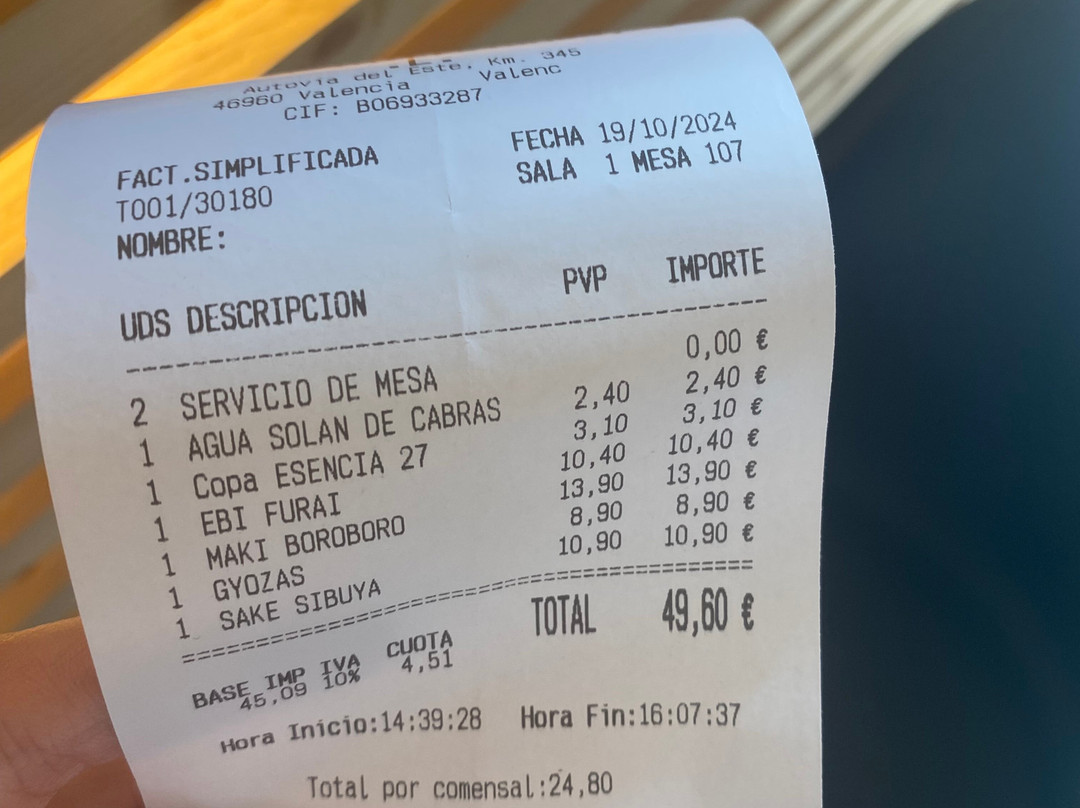 Autovia del Este, Km. 345
46960 Valencia Valenc
CIF: B06933287
FACT.SIMPLIFICADA FECHA 19/10/2024
T001/30180 SALA 1 MESA 107
NOMBRE:
UDS DESCRIPCION PVP IMPORTE
2 SERVICIO DE MESA 0,00 €
1 AGUA SOLAN DE CABRAS 2,40 2,40 €
1 Copa ESENCIA 27 3,10 3,10 €
1 EBI FURAI 10,40 10,40 €
1 MAKI BOROBORO 13,90 13,90 €
1 GYOZAS 8,90 8,90 €
1 SAKE SIBUYA 10,90 10,90 €
TOTAL 49,60 €
BASE IMP IVA CUOTA
45,09 10% 4,51
Hora Inicio:14:39:28 Hora Fin:16:07:37
Total por comensal:24,80